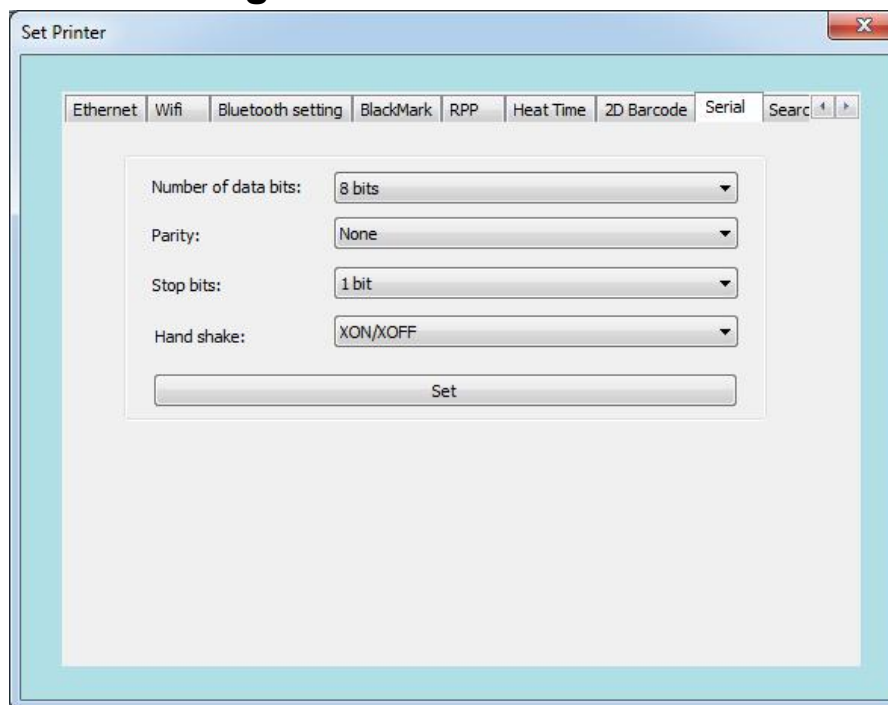 Set Printer
Ethernet Wifi Bluetooth setting BlackMark RPP Heat Time 2D Barcode Serial Searc
Number of data bits: 8 bits
Parity: None
Stop bits: 1 bit
Hand shake: XON/XOFF
Set